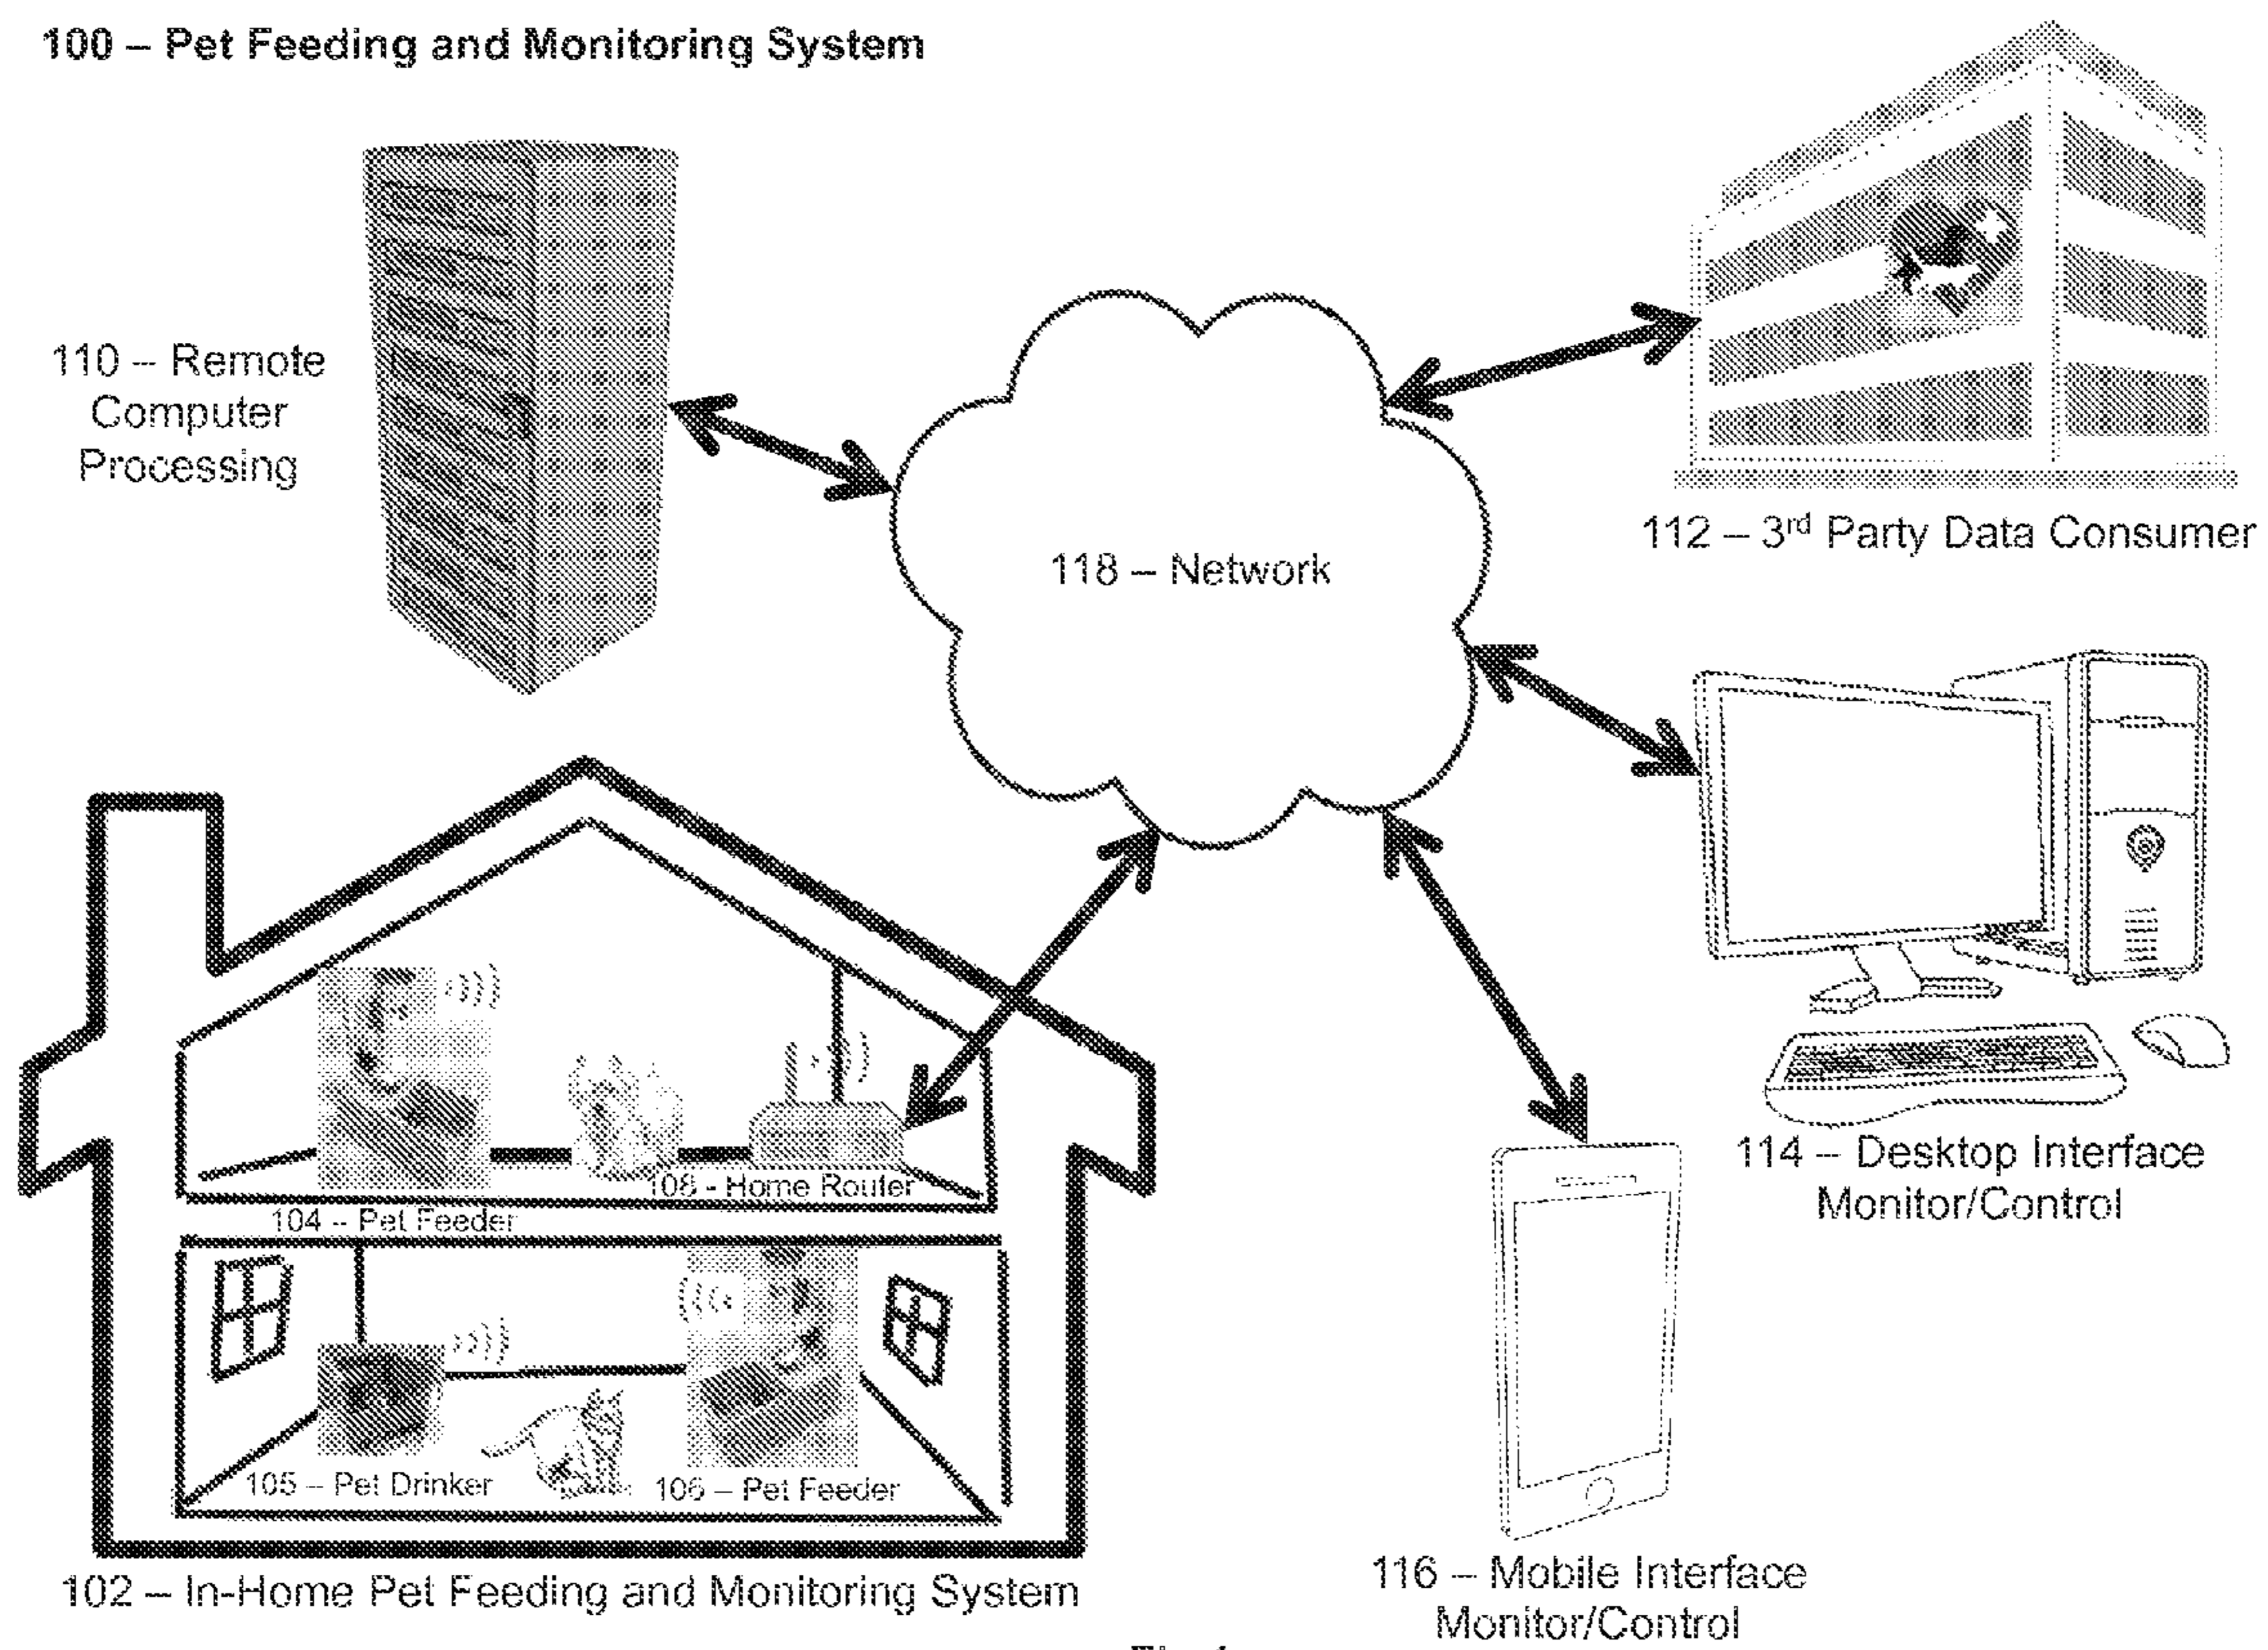 100 – Pet Feeding and Monitoring System
110 – Remote
Computer
Processing
118 – Network
112 – 3rd Party Data Consumer
114 – Desktop Interface
Monitor/Control
108 - Home Router
104 – Pet Feeder
105 – Pet Drinker
106 – Pet Feeder
102 – In-Home Pet Feeding and Monitoring System
116 – Mobile Interface
Monitor/Control